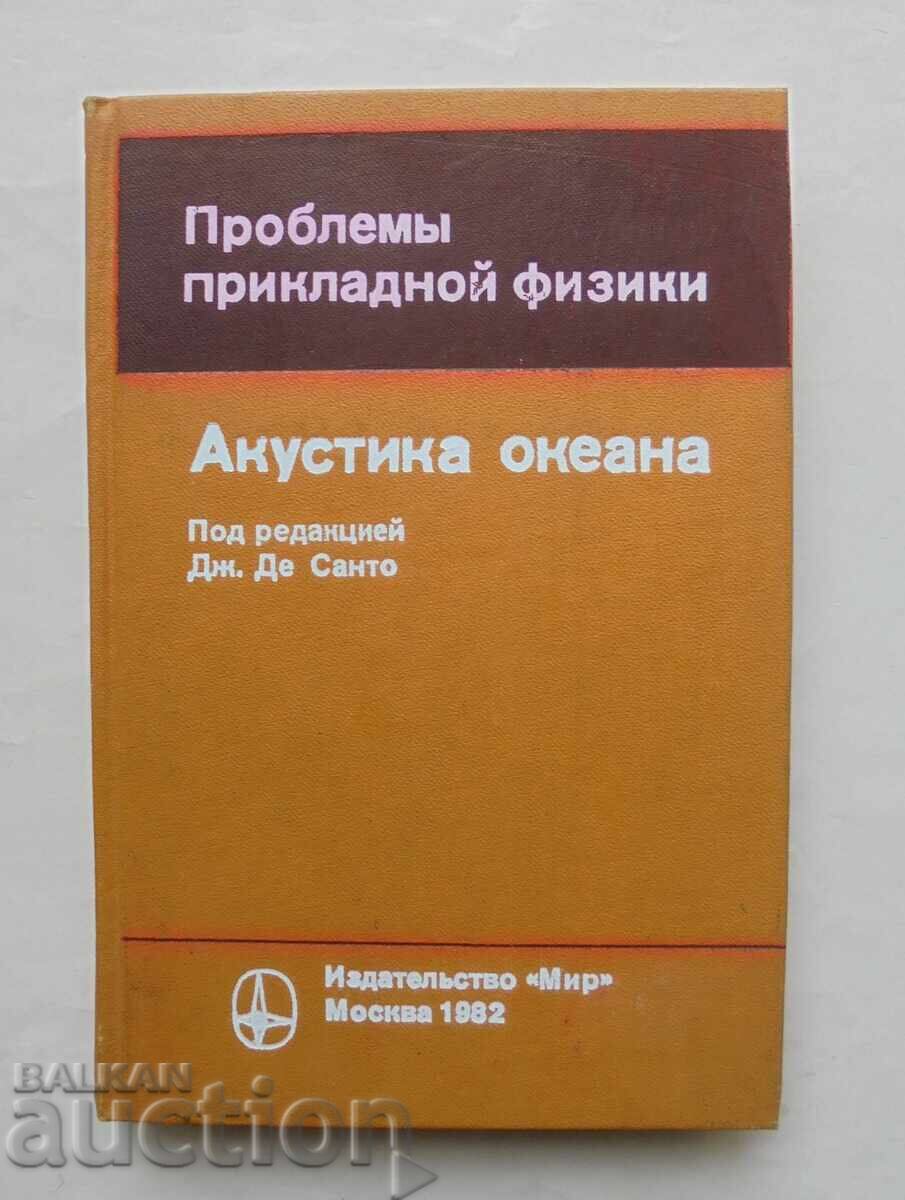 Проблемы
прикладной физики
Акустика океана
Под редакцией
Дж. Де Санто
Издательство «Мир»
Москва 1982
BALKAN
auction